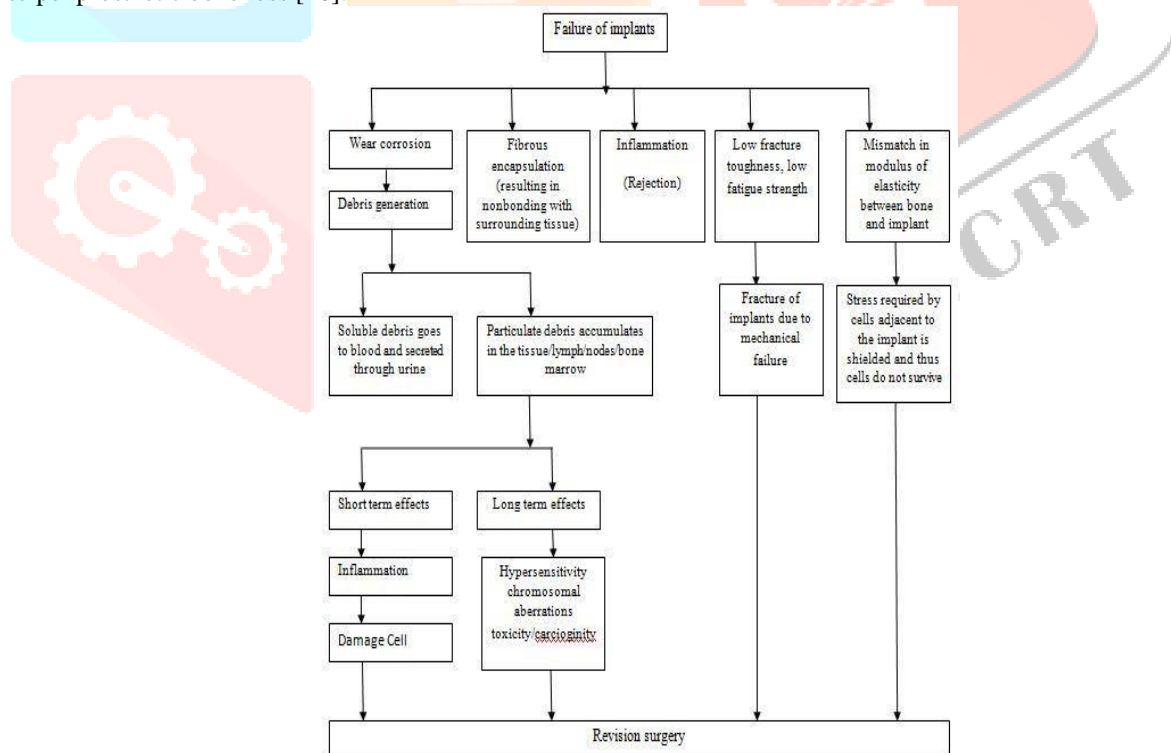 Failure of implants
Wear corrosion
Debris generation
Fibrous
encapsulation
(resulting in
nonbonding with
surrounding tissue)
Inflammation
(Rejection)
Low fracture
toughness, low
fatigue strength
Mismatch in
modulus of
elasticity
between bone
and implant
Soluble debris goes
to blood and secreted
through urine
Particulate debris accumulates
in the tissue/lymph/nodes/bone
marrow
Fracture of
implants due to
mechanical
failure
Stress required by
cells adjacent to
the implant is
shielded and thus
cells do not survive
Short term effects
Inflammation
Damage Cell
Long term effects
Hypersensitivity
chromosomal
aberrations
toxicity/carcioginity
Revision surgery
CRT